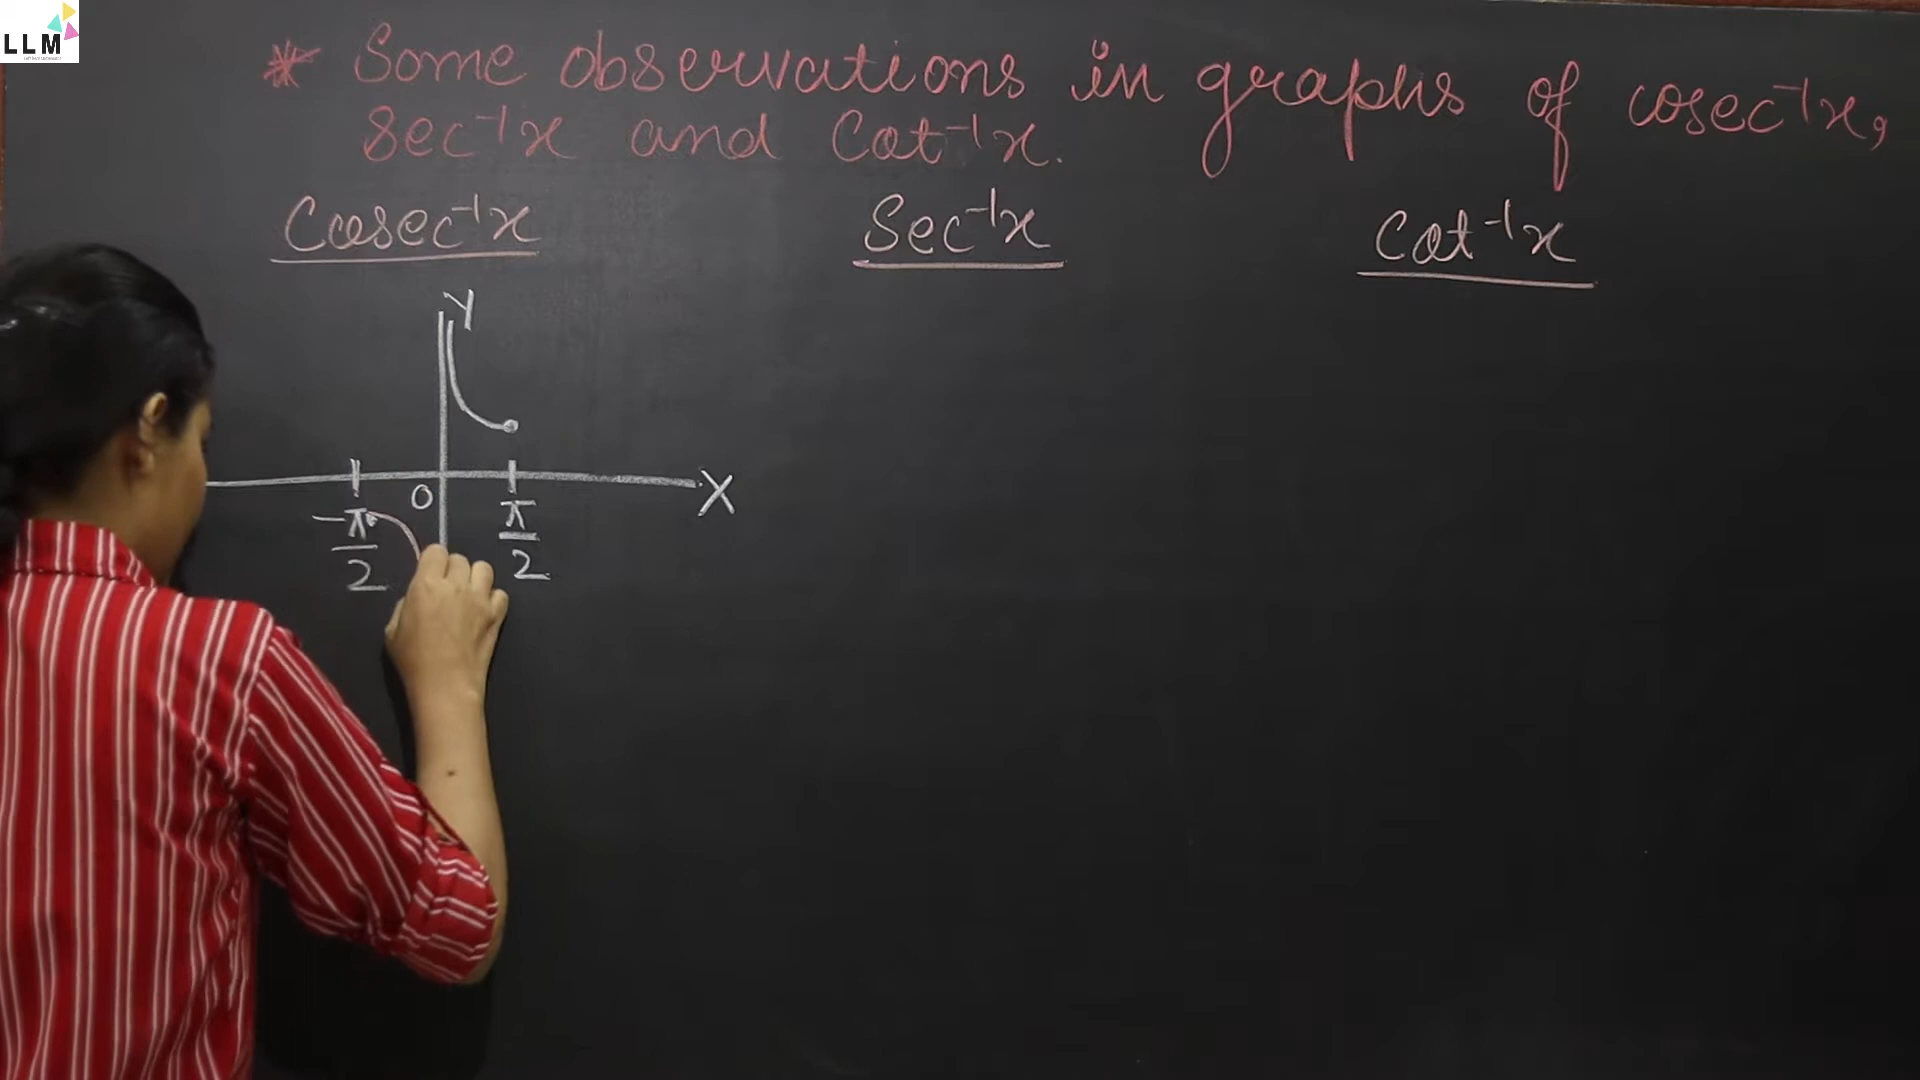 LLM
* Some observations in graphs of cosec⁻¹x,
sec⁻¹x and Cot⁻¹x.
Cosec⁻¹x Sec⁻¹x Cot⁻¹x
Y
O X
-π/2 π/2